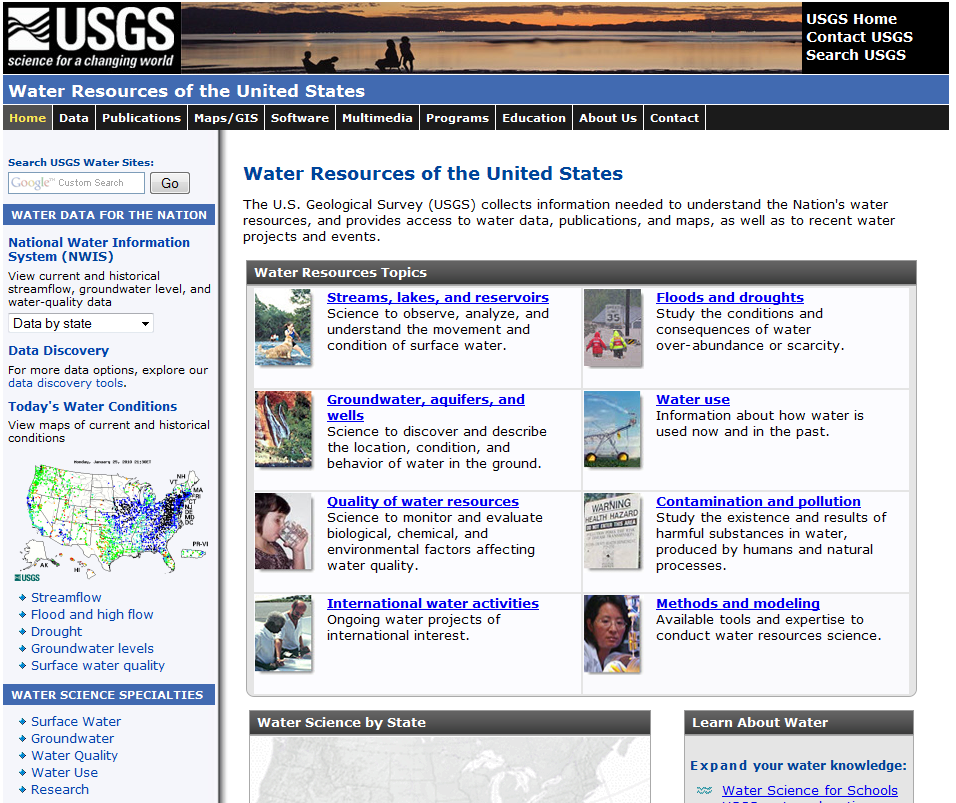 USGS
science for a changing world
USGS Home
Contact USGS
Search USGS
Water Resources of the United States
Home Data Publications Maps/GIS Software Multimedia Programs Education About Us Contact
Search USGS Water Sites:
Google™ Custom Search Go
WATER DATA FOR THE NATION
National Water Information
System (NWIS)
View current and historical
streamflow, groundwater level, and
water-quality data
Data by state
Data Discovery
For more data options, explore our
data discovery tools.
Today's Water Conditions
View maps of current and historical
conditions
Monday, January 25, 2010 21:30ET
NH
VT
MA
RI
CT
NJ
DE
MD
DC
PR-VI
AK
HI
USGS
Streamflow
Flood and high flow
Drought
Groundwater levels
Surface water quality
WATER SCIENCE SPECIALTIES
Surface Water
Groundwater
Water Quality
Water Use
Research
Water Resources of the United States
The U.S. Geological Survey (USGS) collects information needed to understand the Nation's water
resources, and provides access to water data, publications, and maps, as well as to recent water
projects and events.
Water Resources Topics
Streams, lakes, and reservoirs
Science to observe, analyze, and
understand the movement and
condition of surface water.
SPEED
LIMIT
35
Floods and droughts
Study the conditions and
consequences of water
over-abundance or scarcity.
Groundwater, aquifers, and
wells
Science to discover and describe
the location, condition, and
behavior of water in the ground.
Water use
Information about how water is
used now and in the past.
Quality of water resources
Science to monitor and evaluate
biological, chemical, and
environmental factors affecting
water quality.
WARNING
HEALTH HAZARD
DO NOT ENTER THIS AREA
Contamination and pollution
Study the existence and results of
harmful substances in water,
produced by humans and natural
processes.
International water activities
Ongoing water projects of
international interest.
Methods and modeling
Available tools and expertise to
conduct water resources science.
Water Science by State
Learn About Water
Expand your water knowledge:
Water Science for Schools